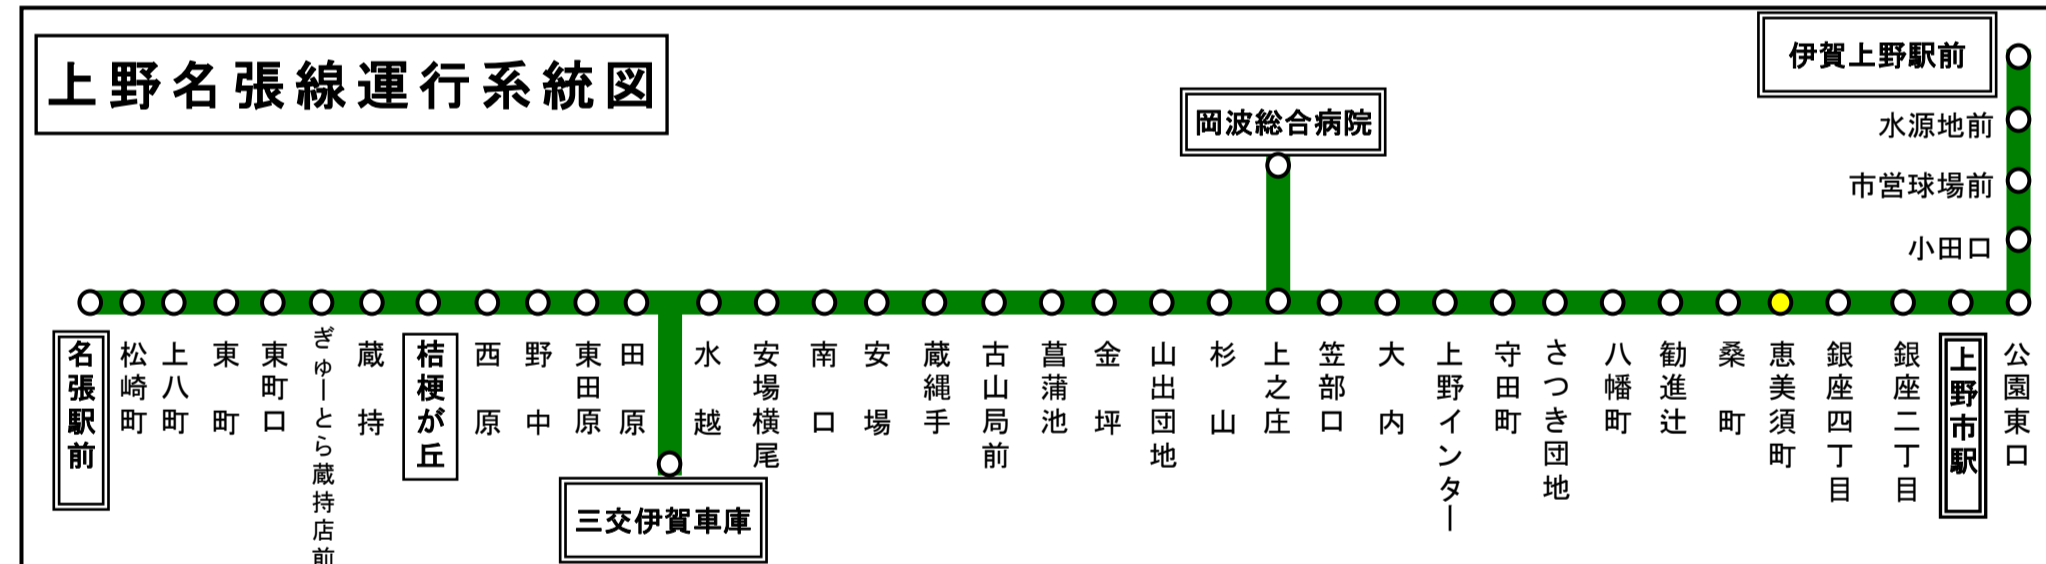 上野名張線運行系統図
伊賀上野駅前
水源地前
市営球場前
小田口
岡波総合病院
名張駅前
松崎町
上八町
東町
東町口
ぎゅーとら蔵持店前
蔵持
桔梗が丘
西原
野中
東田原
田原
三交伊賀車庫
水越
安場横尾
南口
安場
蔵縄手
古山局前
菖蒲池
金坪
山出団地
杉山
上之庄
笠部口
大内
上野インター
守田町
さつき団地
八幡町
勧進辻
桑町
恵美須町
銀座四丁目
銀座二丁目
上野市駅
公園東口